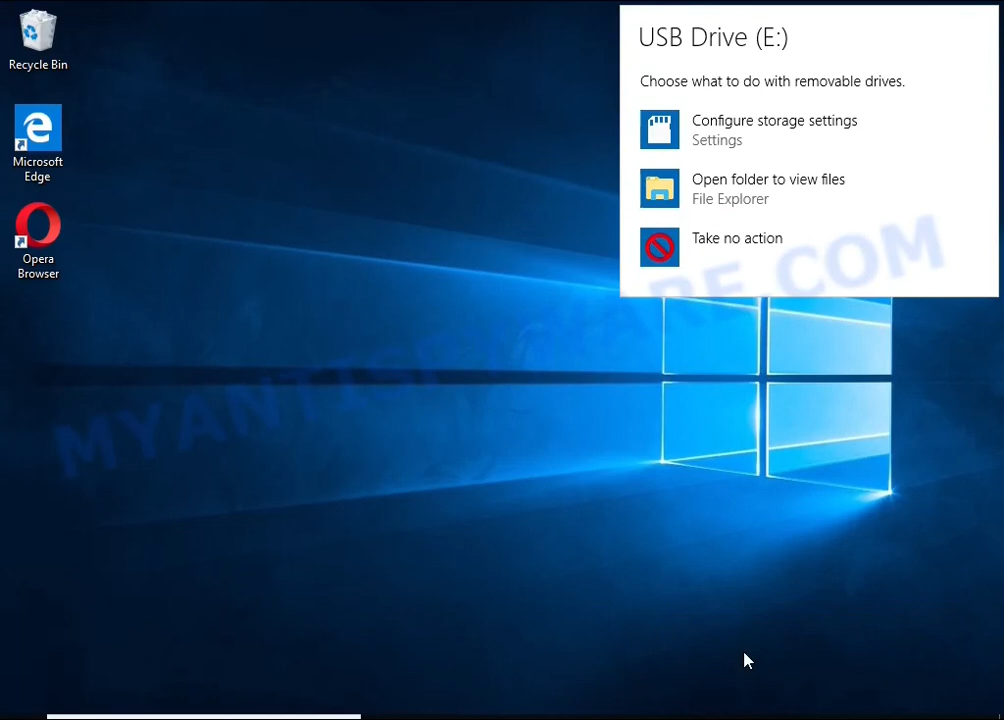 Recycle Bin
Microsoft
Edge
Opera
Browser
USB Drive (E:)
Choose what to do with removable drives.
Configure storage settings
Settings
Open folder to view files
File Explorer
Take no action
MYANTISPYWARE.COM